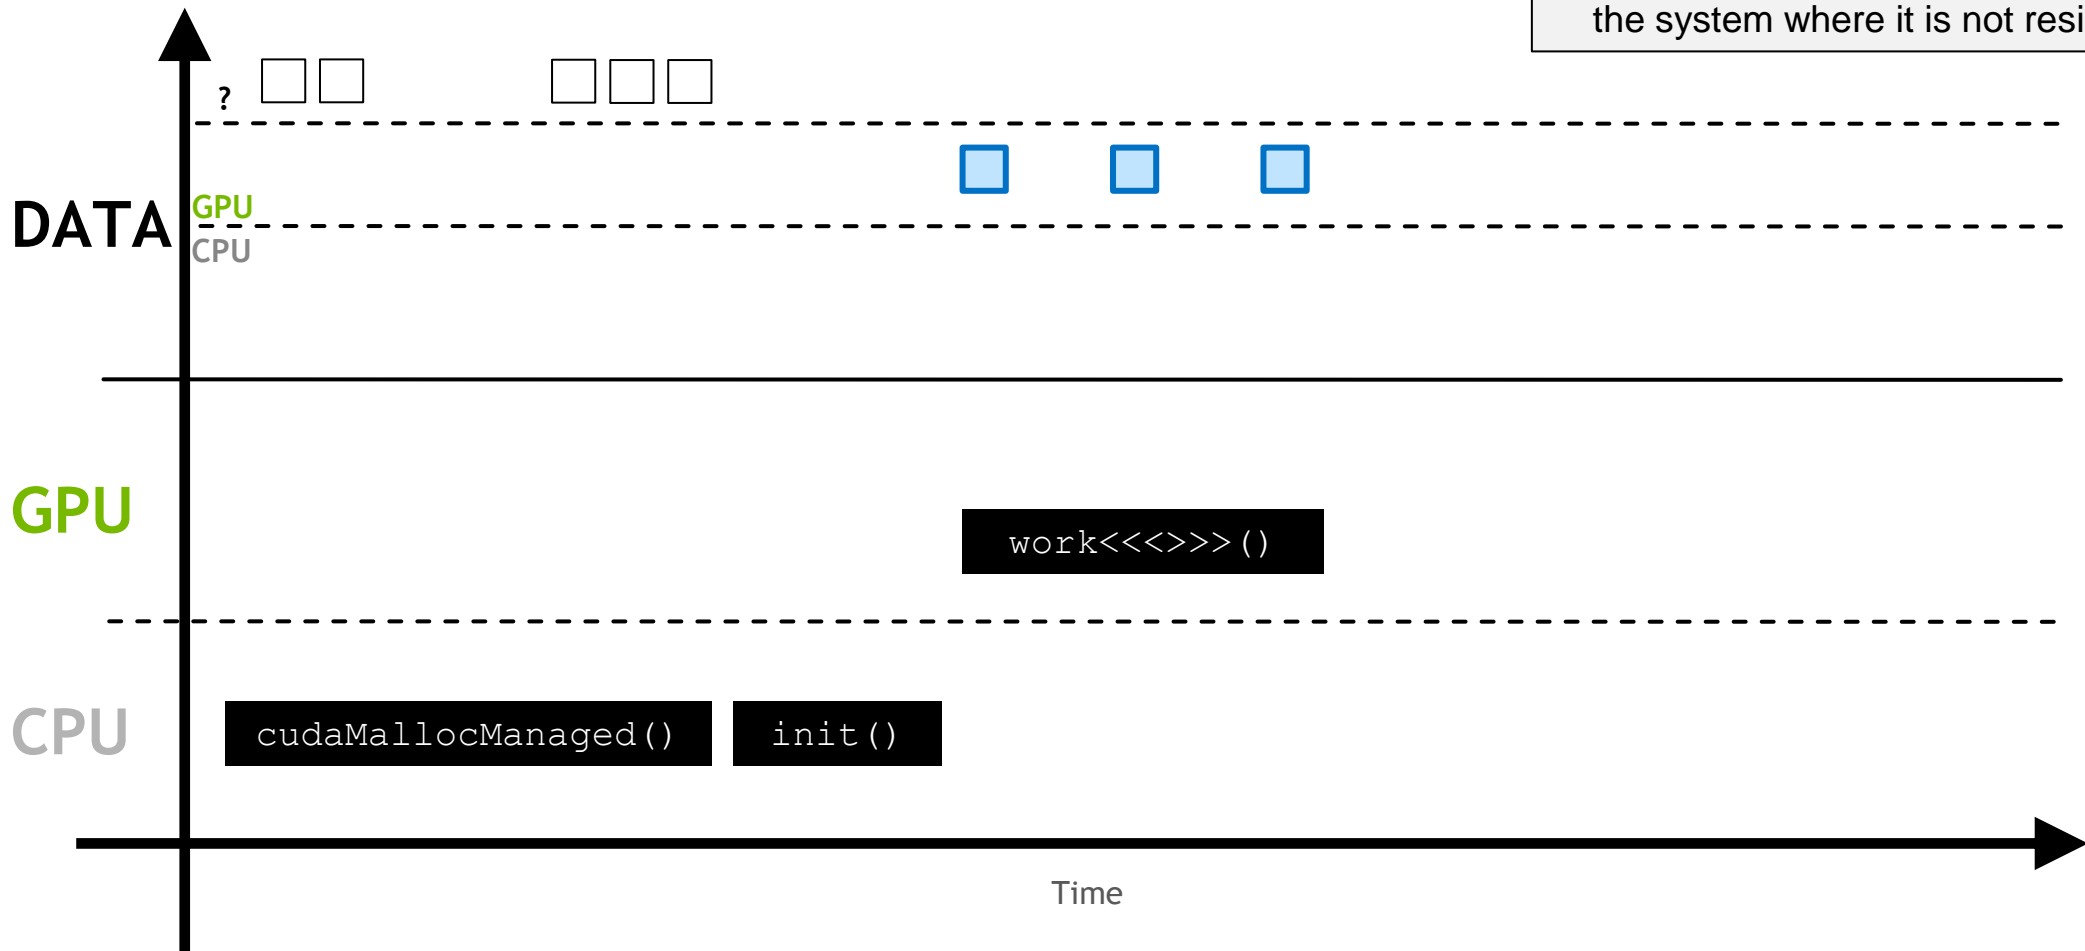 the system where it is not resi
?
DATA
GPU
CPU
GPU
work<<<>>>()
CPU
cudaMallocManaged()
init()
Time